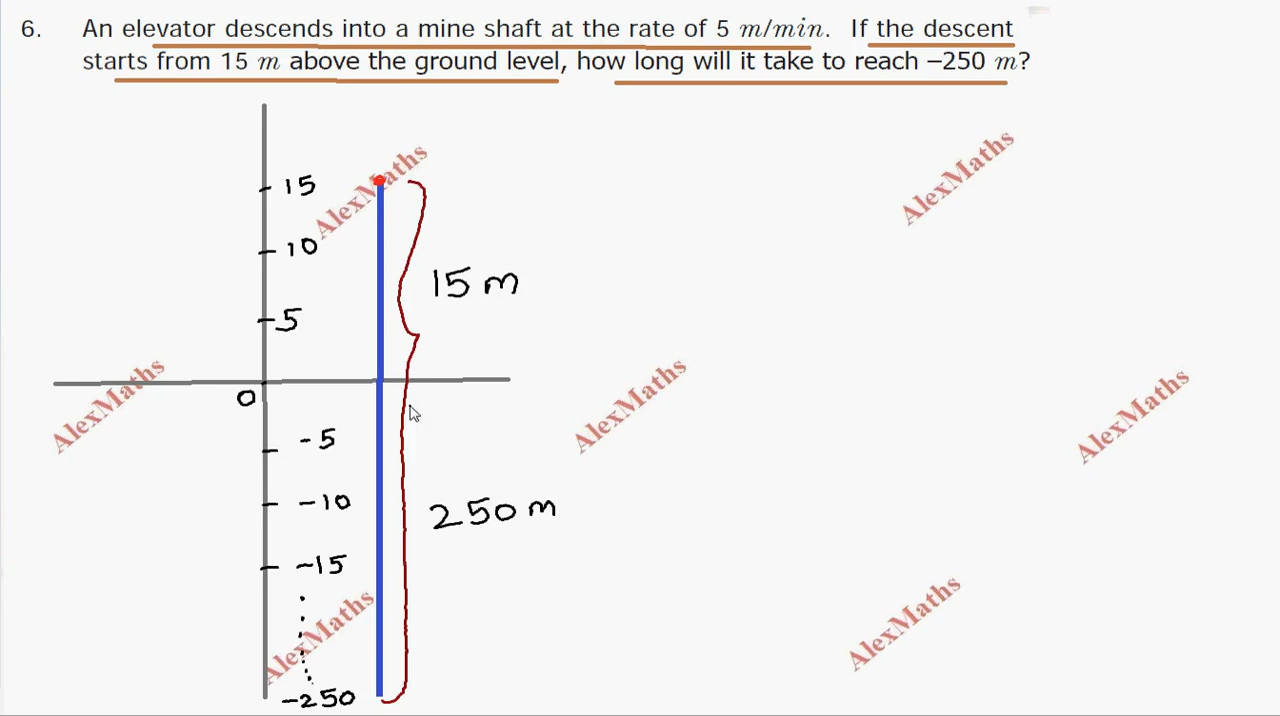 6. An elevator descends into a mine shaft at the rate of 5 m/min. If the descent
starts from 15 m above the ground level, how long will it take to reach –250 m?
AlexMaths
AlexMaths
15
10
15 m
5
AlexMaths
AlexMaths
AlexMaths
0
-5
-10
250 m
-15
AlexMaths
AlexMaths
-250